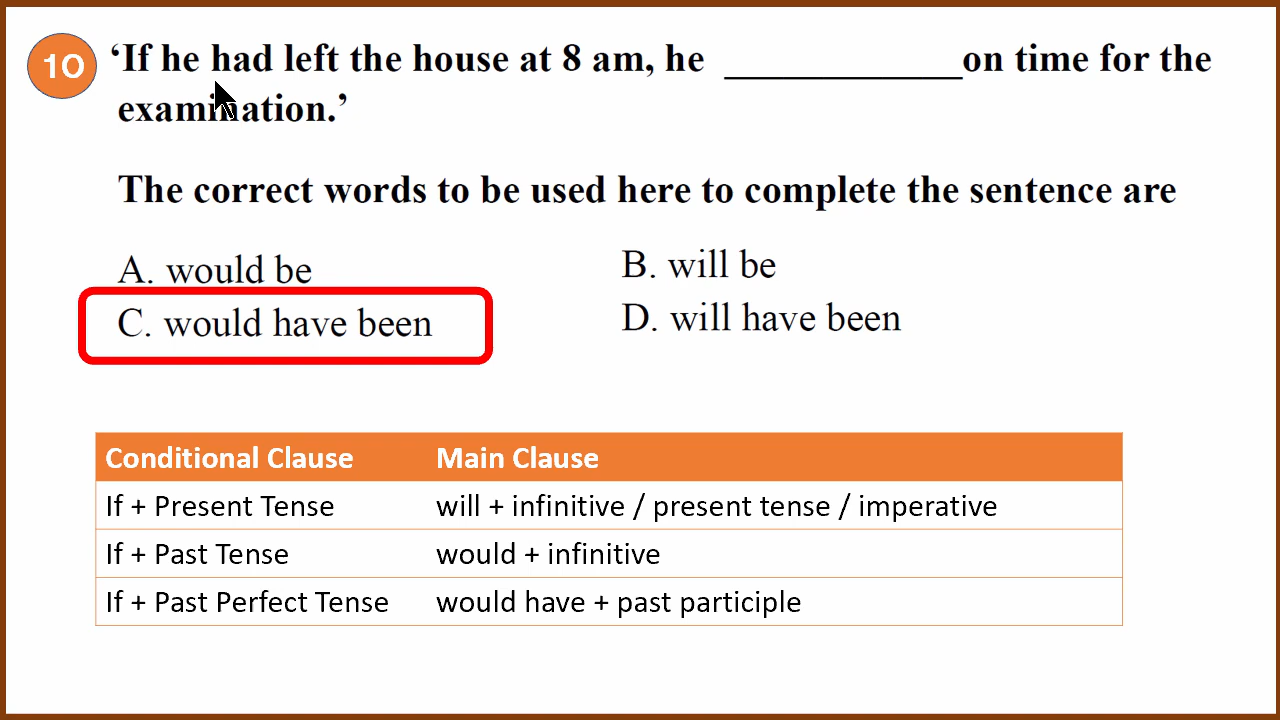 10
‘If he had left the house at 8 am, he ____________on time for the
examination.’
The correct words to be used here to complete the sentence are
A. would be
B. will be
C. would have been
D. will have been
Conditional Clause Main Clause
If + Present Tense will + infinitive / present tense / imperative
If + Past Tense would + infinitive
If + Past Perfect Tense would have + past participle